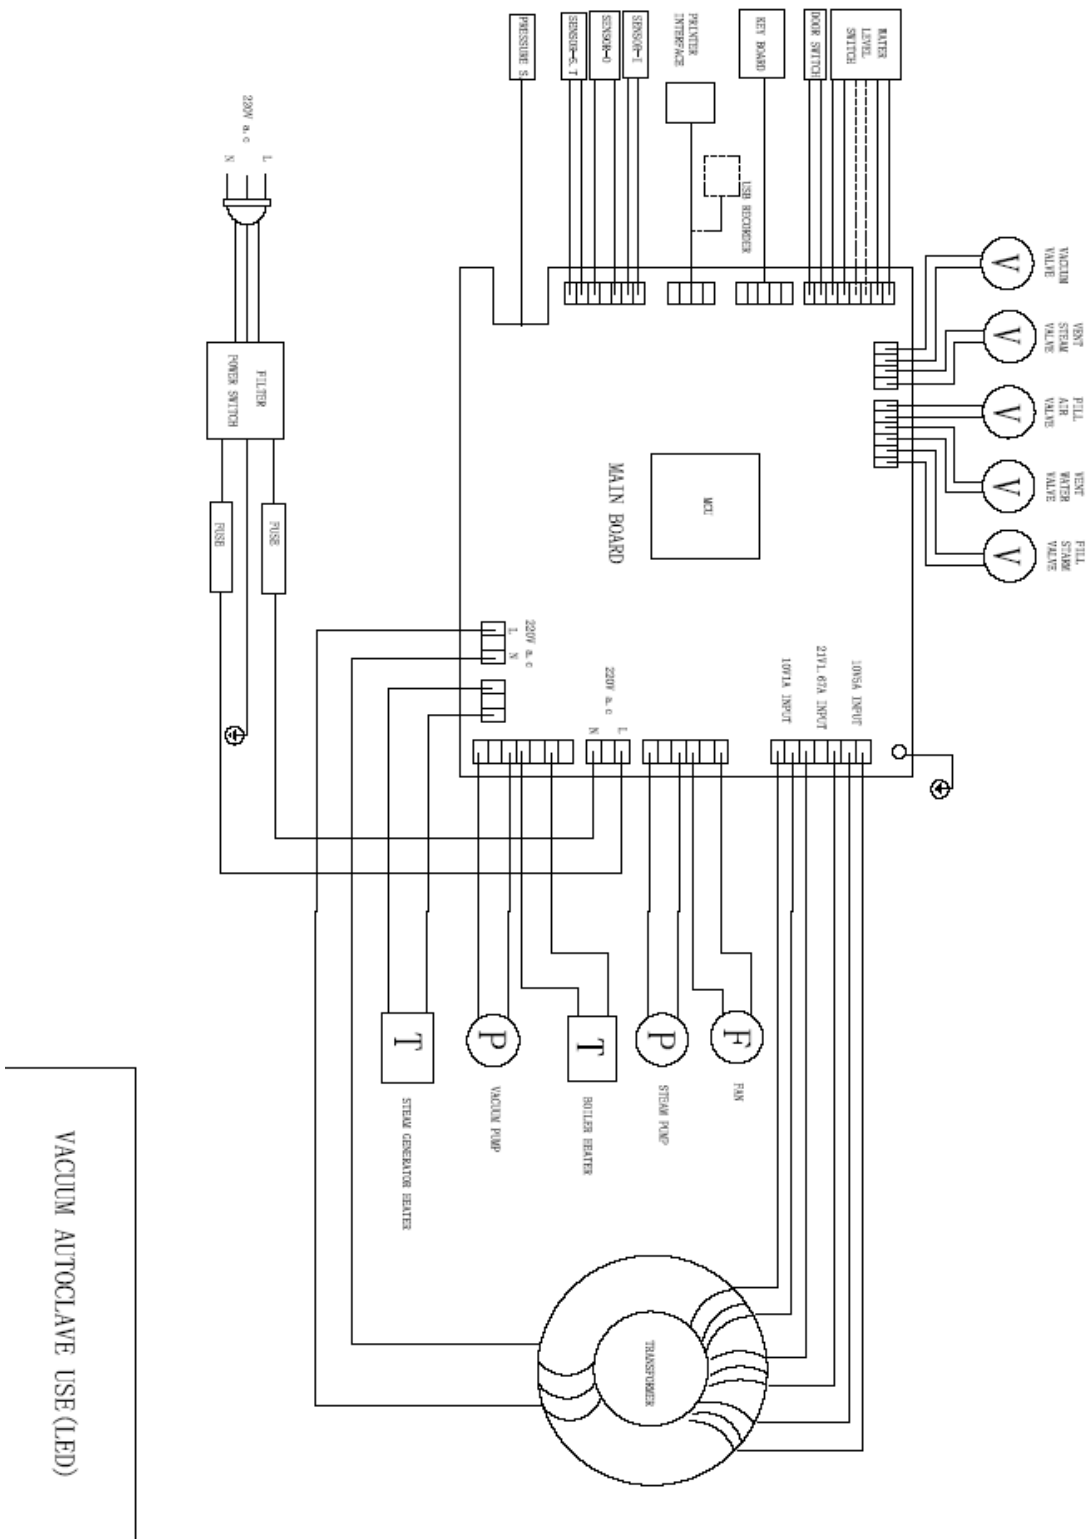 PRESSURE S.
SENSOR-S. T
SENSOR-O
SENSOR-I
PRINTER
INTERFACE
KEY BOARD
DOOR SWITCH
WATER
LEVEL
SWITCH
USB RECORDER
220V a.c
N
L
FILTER
POWER SWITCH
FUSE
FUSE
VACUUM
VALVE
VENT
STEAM
VALVE
FILL
AIR
VALVE
VENT
WATER
VALVE
FILL
STARM
VALVE
V
V
V
V
V
MCU
MAIN BOARD
220V a.c
L
N
220V a.c
N
L
10V1A INPUT
21V1.67A INPUT
10V5A INPUT
T
STEAM GENERATOR HEATER
P
VACUUM PUMP
T
BOILER HEATER
P
STEAM PUMP
F
FAN
TRANSFORMER
VACUUM AUTOCLAVE USE(LED)